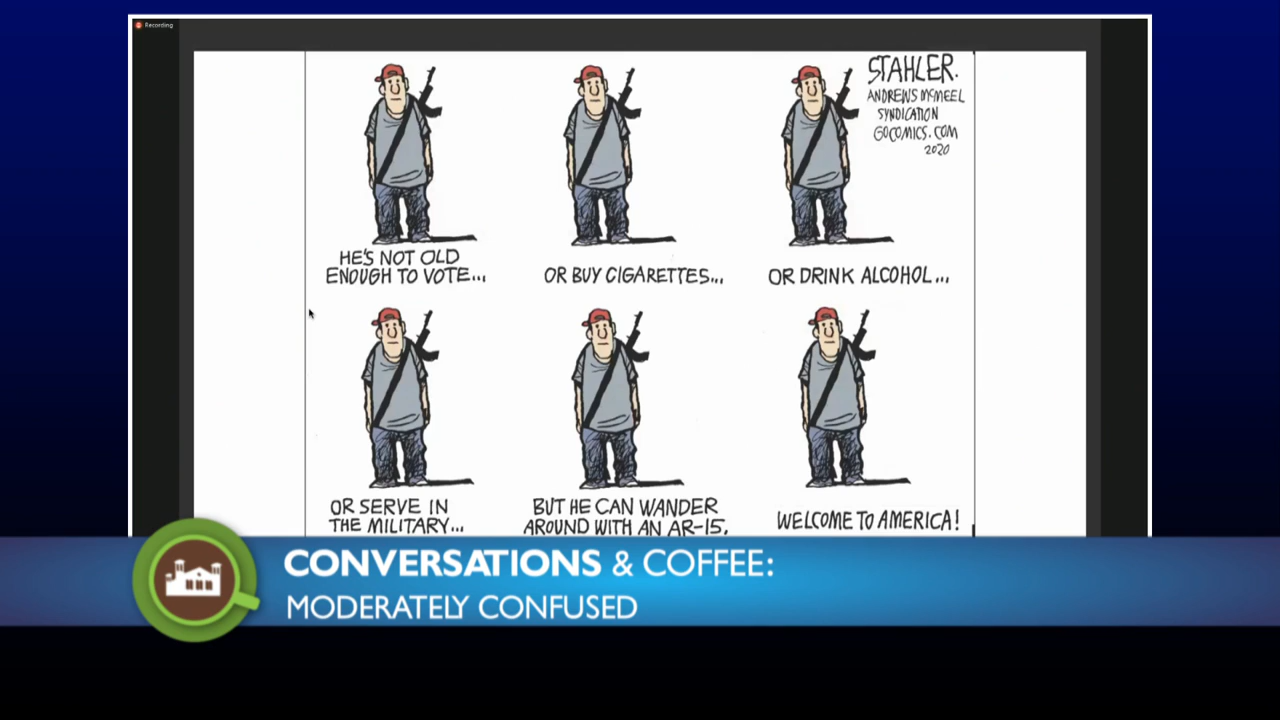 Recording
STAHLER.
ANDREWS MCMEEL
SYNDICATION
GOCOMICS.COM
2020
HE'S NOT OLD
ENOUGH TO VOTE...
OR BUY CIGARETTES...
OR DRINK ALCOHOL...
OR SERVE IN
THE MILITARY...
BUT HE CAN WANDER
AROUND WITH AN AR-15.
WELCOME TO AMERICA!
CONVERSATIONS & COFFEE:
MODERATELY CONFUSED